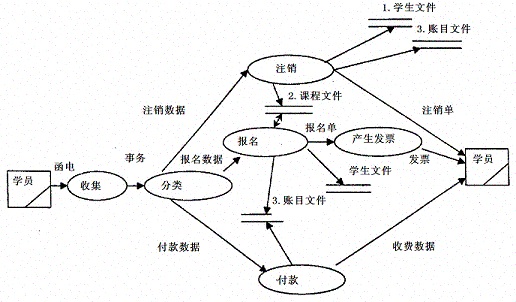 1.学生文件
3.账目文件
注销
注销数据
2.课程文件
注销单
报名单
报名
产生发票
函电
事务
报名数据
发票
学员
学员
收集
分类
学生文件
3.账目文件
付款数据
收费数据
付款